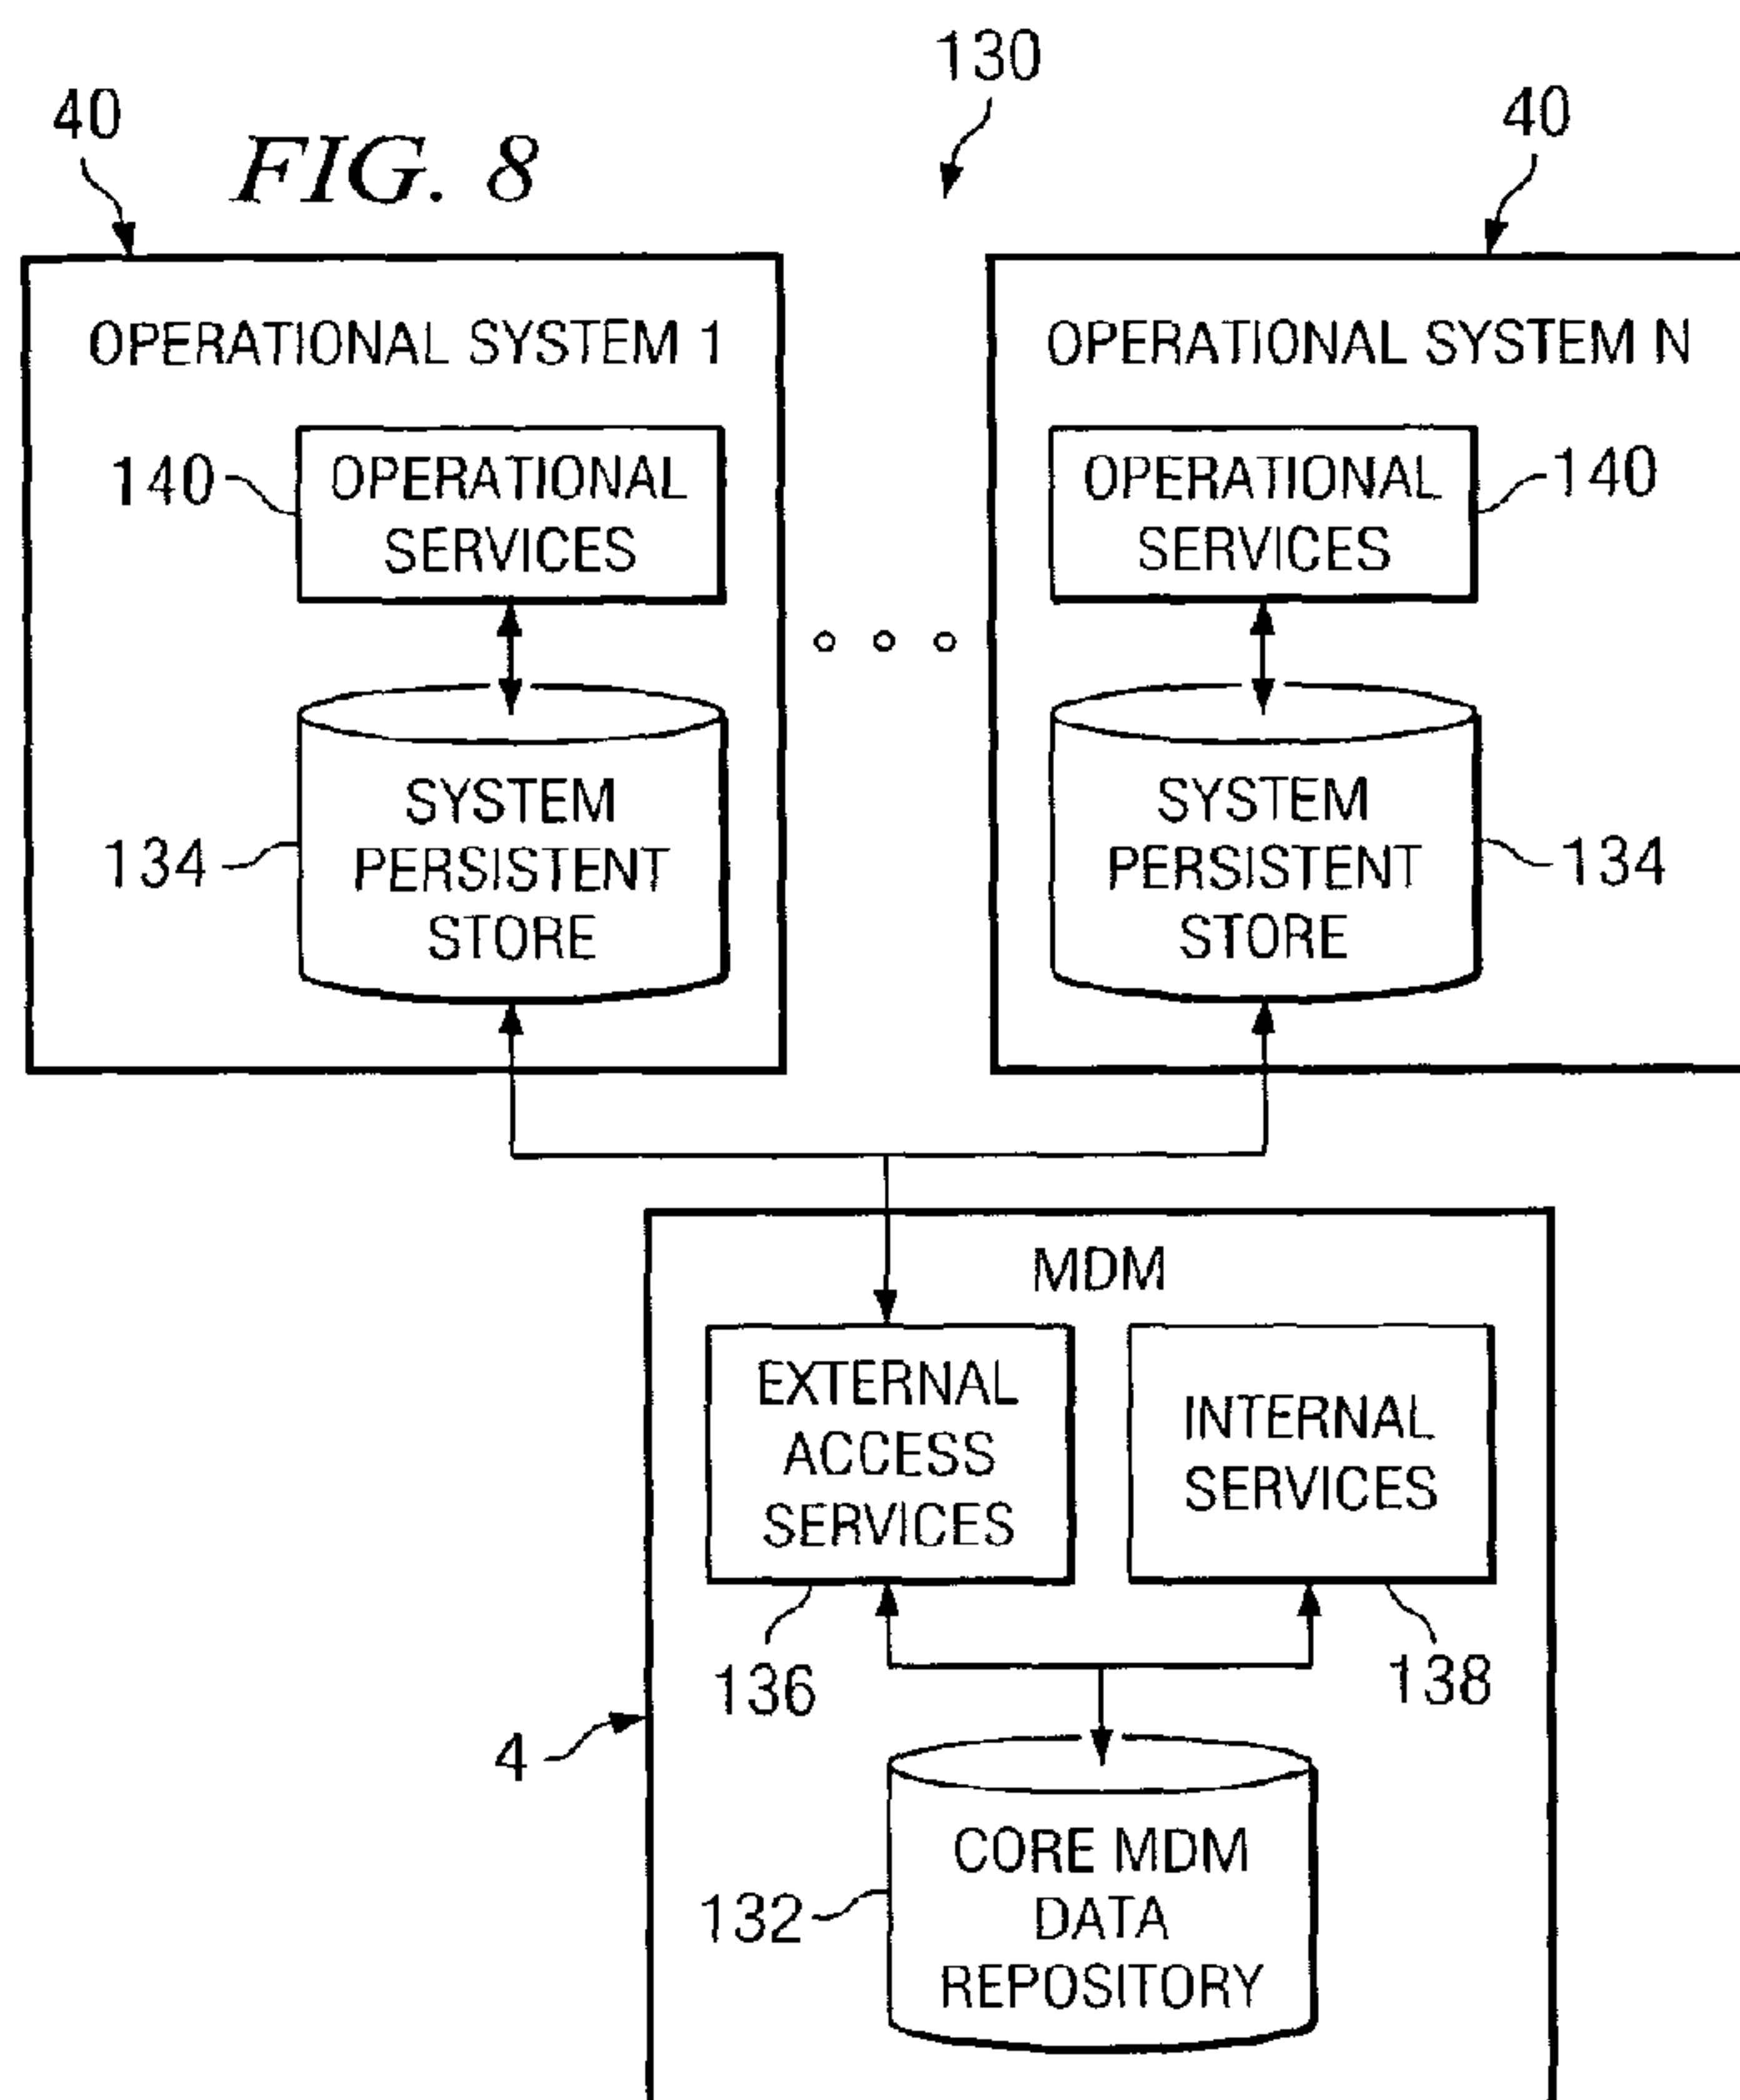 130
40
FIG. 8
40
OPERATIONAL SYSTEM 1
OPERATIONAL SYSTEM N
140
OPERATIONAL
SERVICES
OPERATIONAL
SERVICES
140
134
SYSTEM
PERSISTENT
STORE
SYSTEM
PERSISTENT
STORE
134
MDM
EXTERNAL
ACCESS
SERVICES
INTERNAL
SERVICES
136
138
4
132
CORE MDM
DATA
REPOSITORY